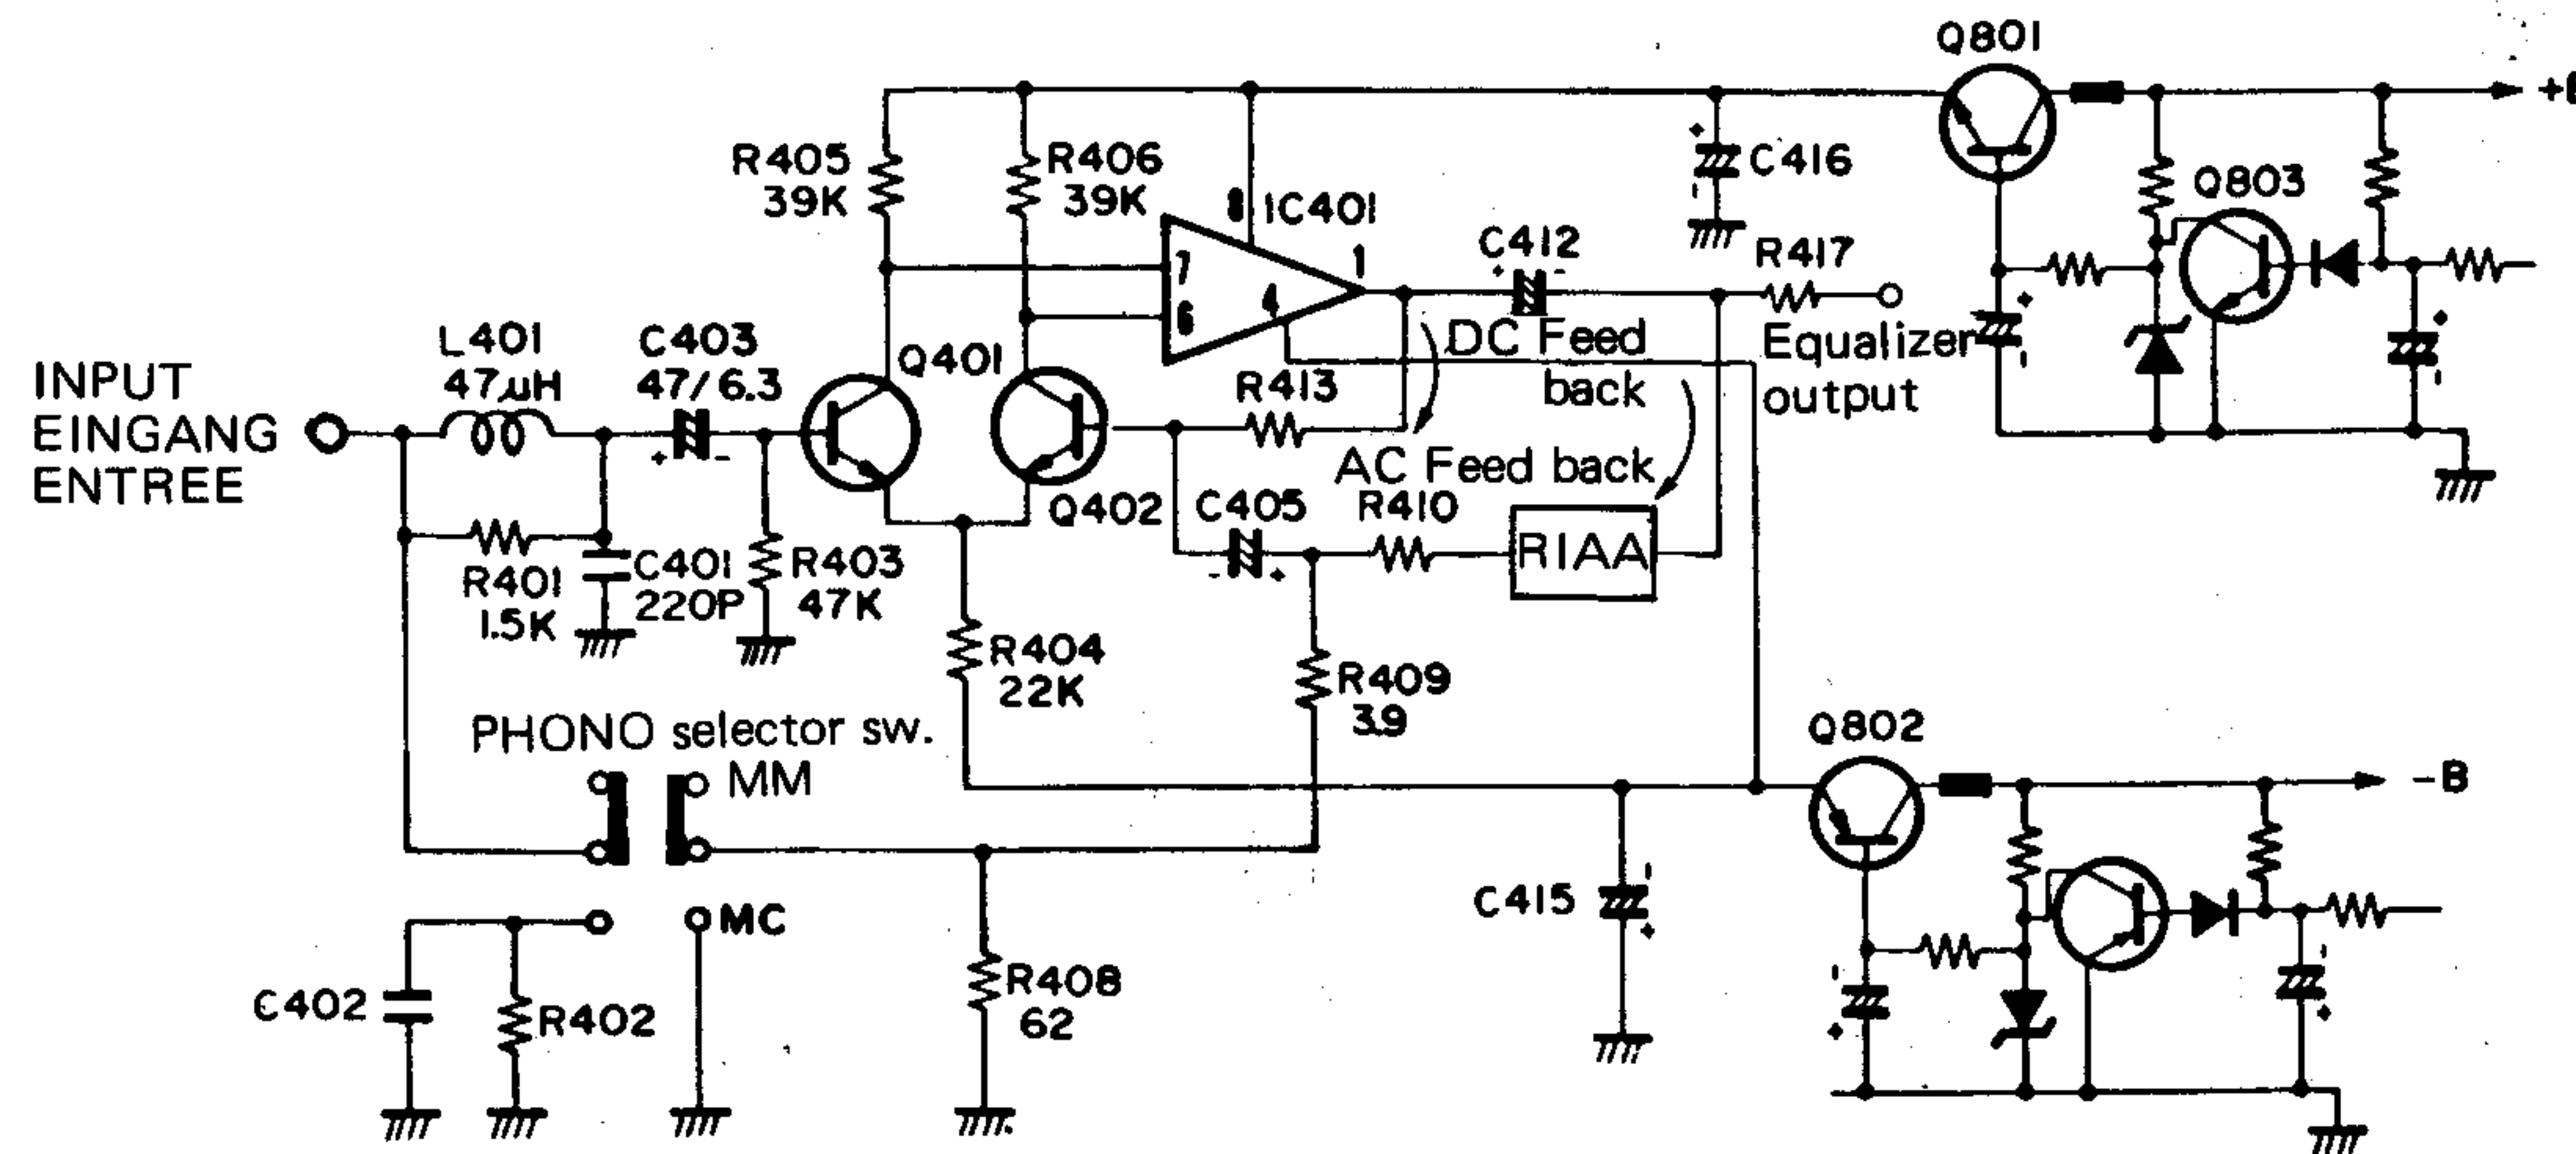 Q801
+B
R405
39K
R406
39K
8
IC401
C416
Q803
7
6
4
1
C412
R417
L401
47μH
C403
47/6.3
Q401
DC Feed
back
Equalizer
output
INPUT
EINGANG
ENTREE
R413
AC Feed back
Q402
C405
R410
RIAA
R401
1.5K
C401
220P
R403
47K
R404
22K
R409
3.9
PHONO selector sw.
MM
Q802
-B
C415
MC
C402
R402
R408
62